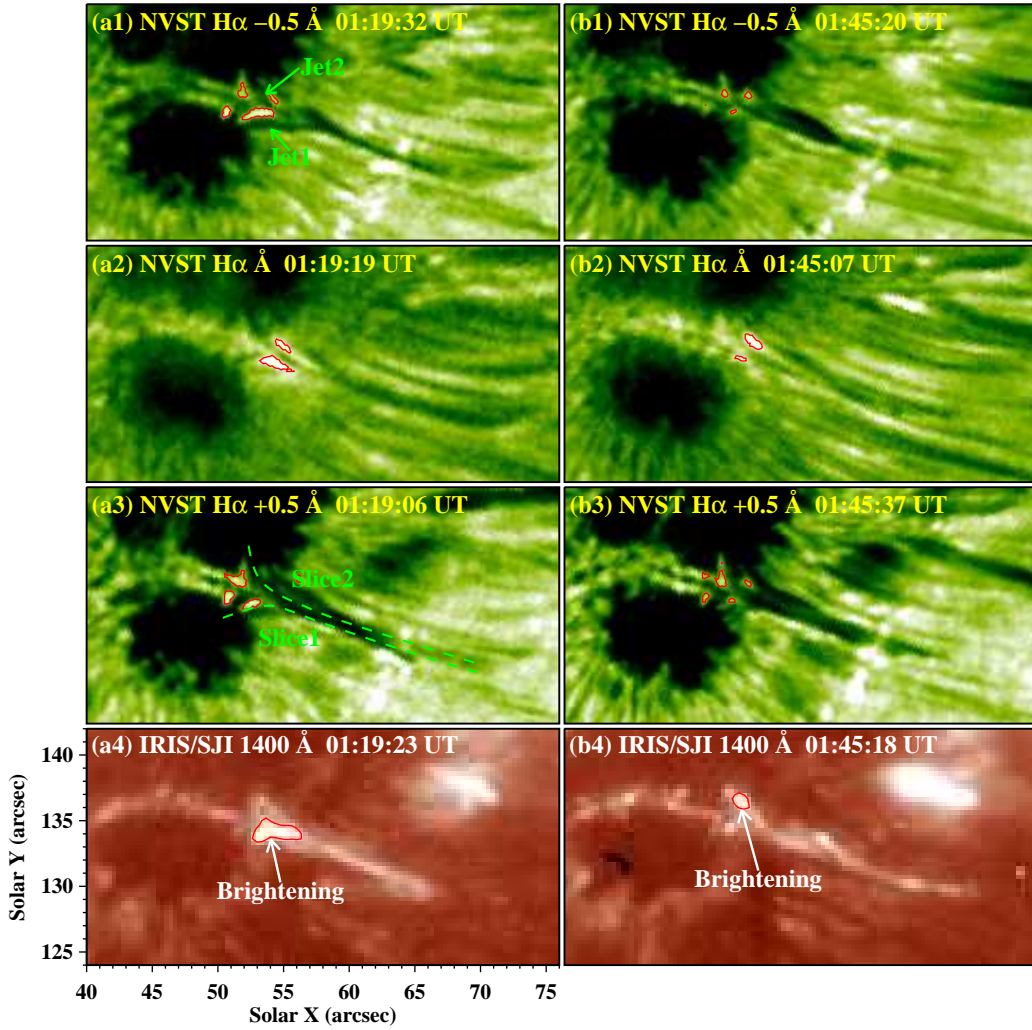 (a1) NVST Hα −0.5 Å 01:19:32 UT
Jet2
Jet1
(b1) NVST Hα −0.5 Å 01:45:20 UT
(a2) NVST Hα Å 01:19:19 UT
(b2) NVST Hα Å 01:45:07 UT
(a3) NVST Hα +0.5 Å 01:19:06 UT
Slice2
Slice1
(b3) NVST Hα +0.5 Å 01:45:37 UT
(a4) IRIS/SJI 1400 Å 01:19:23 UT
Brightening
(b4) IRIS/SJI 1400 Å 01:45:18 UT
Brightening
Solar Y (arcsec)
140
135
130
125
40 45 50 55 60 65 70 75
Solar X (arcsec)